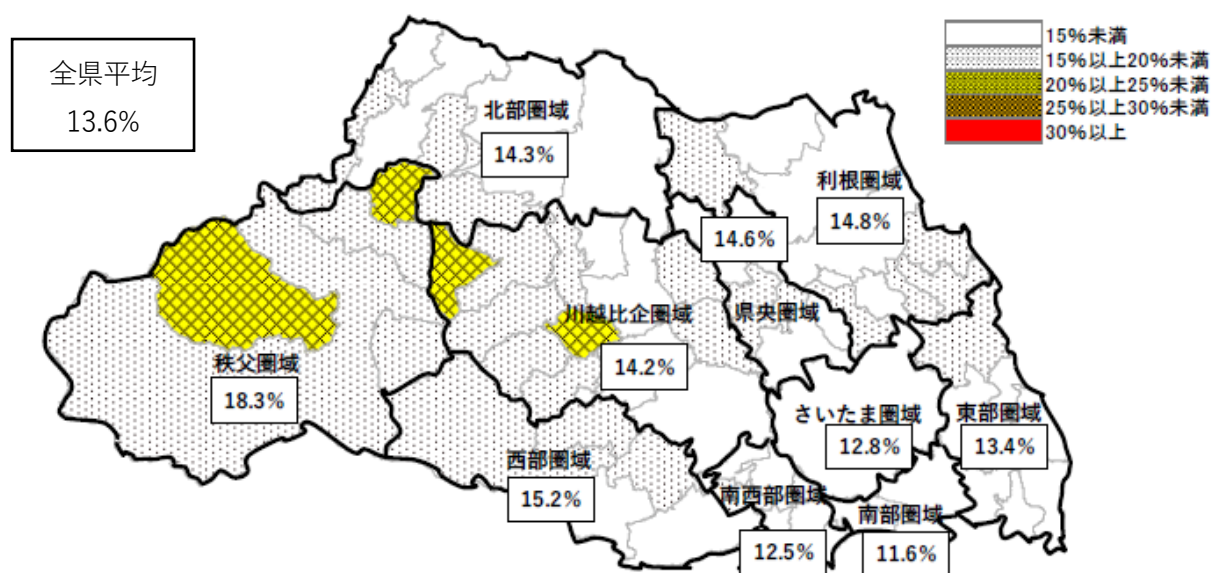 全県平均
13.6%
15%未満
15%以上20%未満
20%以上25%未満
25%以上30%未満
30%以上
北部圏域
14.3%
利根圏域
14.8%
14.6%
県央圏域
川越比企圏域
14.2%
秩父圏域
18.3%
さいたま圏域
12.8%
東部圏域
13.4%
西部圏域
15.2%
南西部圏域
12.5%
南部圏域
11.6%